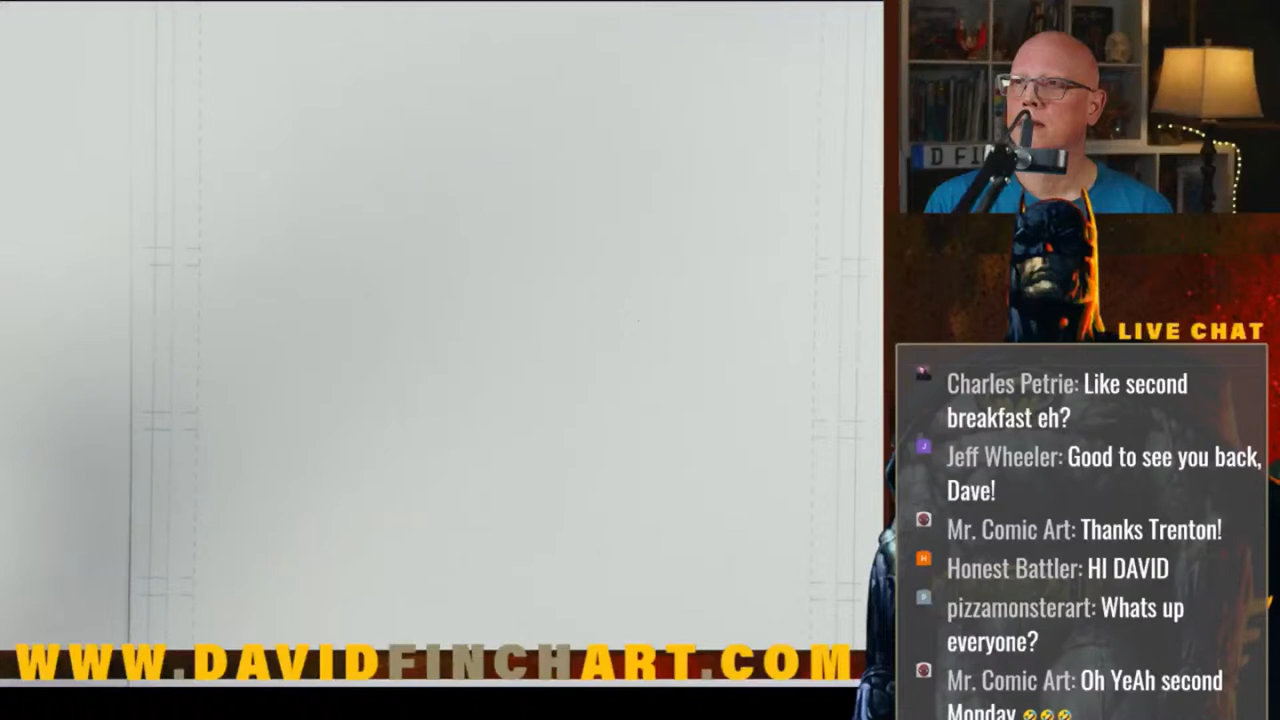 D FI
LIVE CHAT
Charles Petrie: Like second
breakfast eh?
Jeff Wheeler: Good to see you back,
Dave!
Mr. Comic Art: Thanks Trenton!
Honest Battler: HI DAVID
pizzamonsterart: Whats up
everyone?
Mr. Comic Art: Oh YeAh second
Monday 🤣🤣🤣
WWW.DAVIDFINCHART.COM